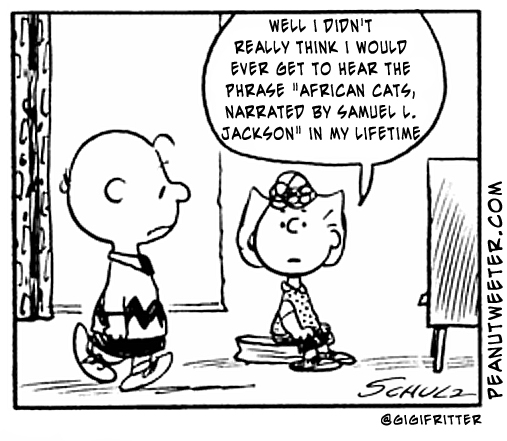 WELL I DIDN'T
REALLY THINK I WOULD
EVER GET TO HEAR THE
PHRASE "AFRICAN CATS,
NARRATED BY SAMUEL L.
JACKSON" IN MY LIFETIME
SCHULZ
PEANUTWEETER.COM
@GIGIFRITTER